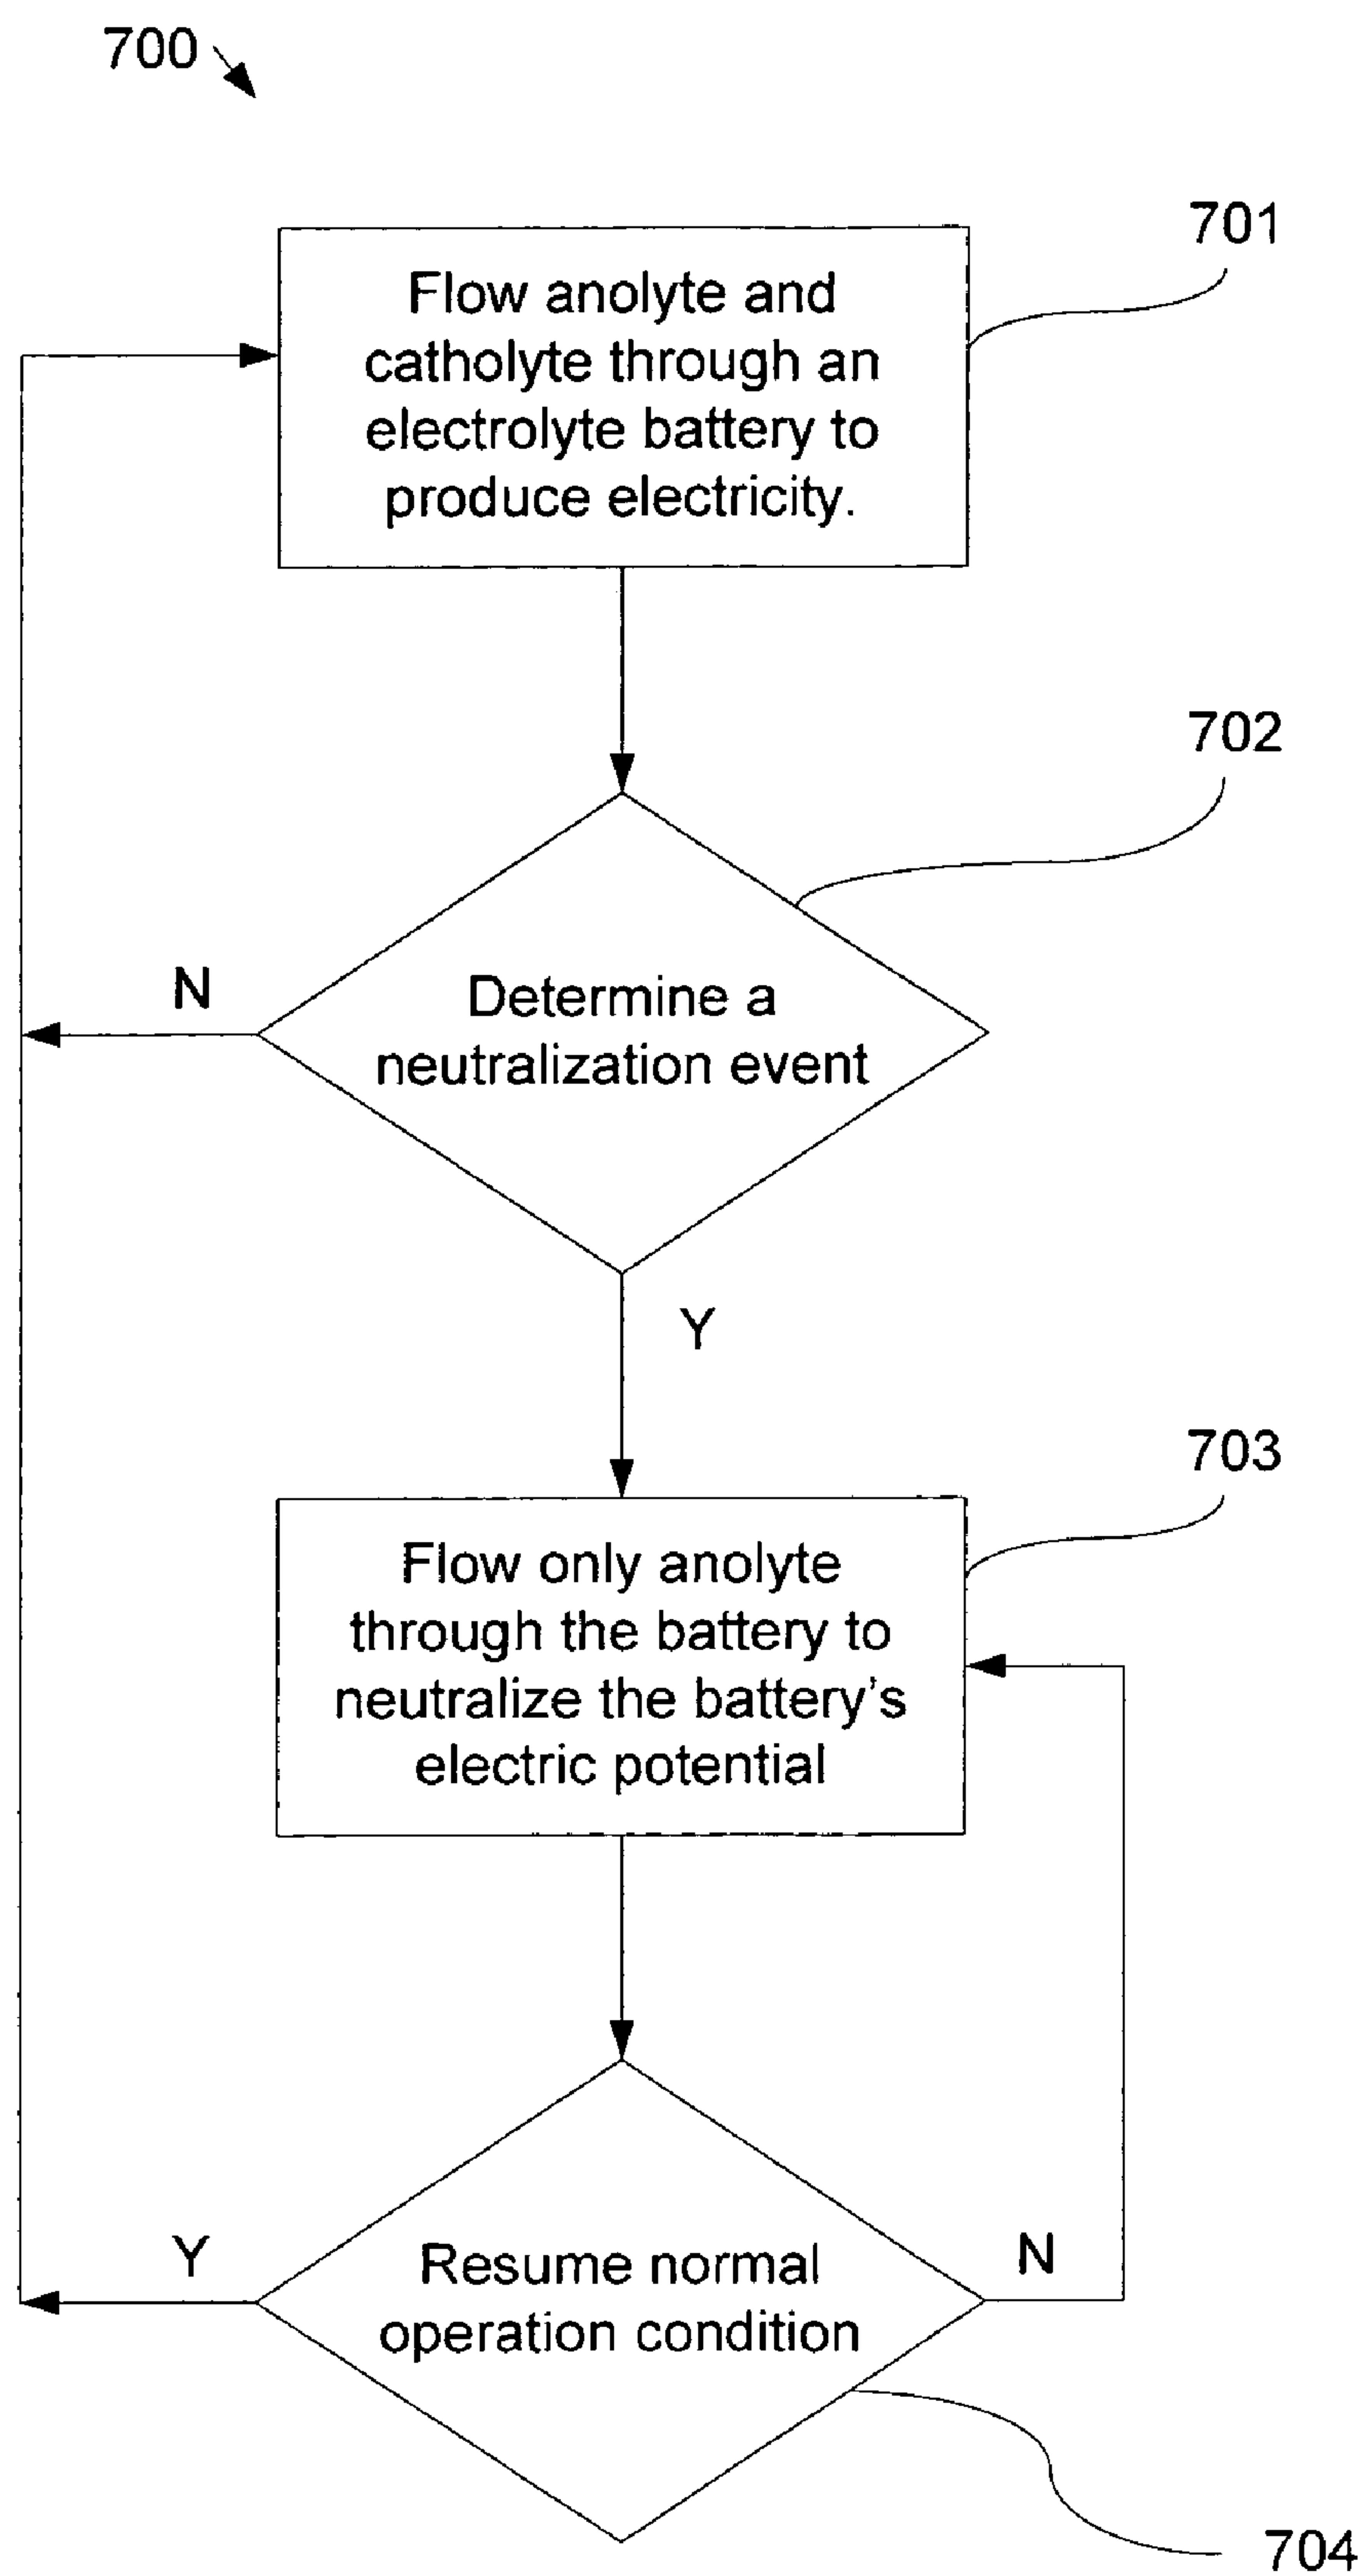 700
701
Flow anolyte and
catholyte through an
electrolyte battery to
produce electricity.
702
N
Determine a
neutralization event
Y
703
Flow only anolyte
through the battery to
neutralize the battery's
electric potential
Y
Resume normal
operation condition
N
704